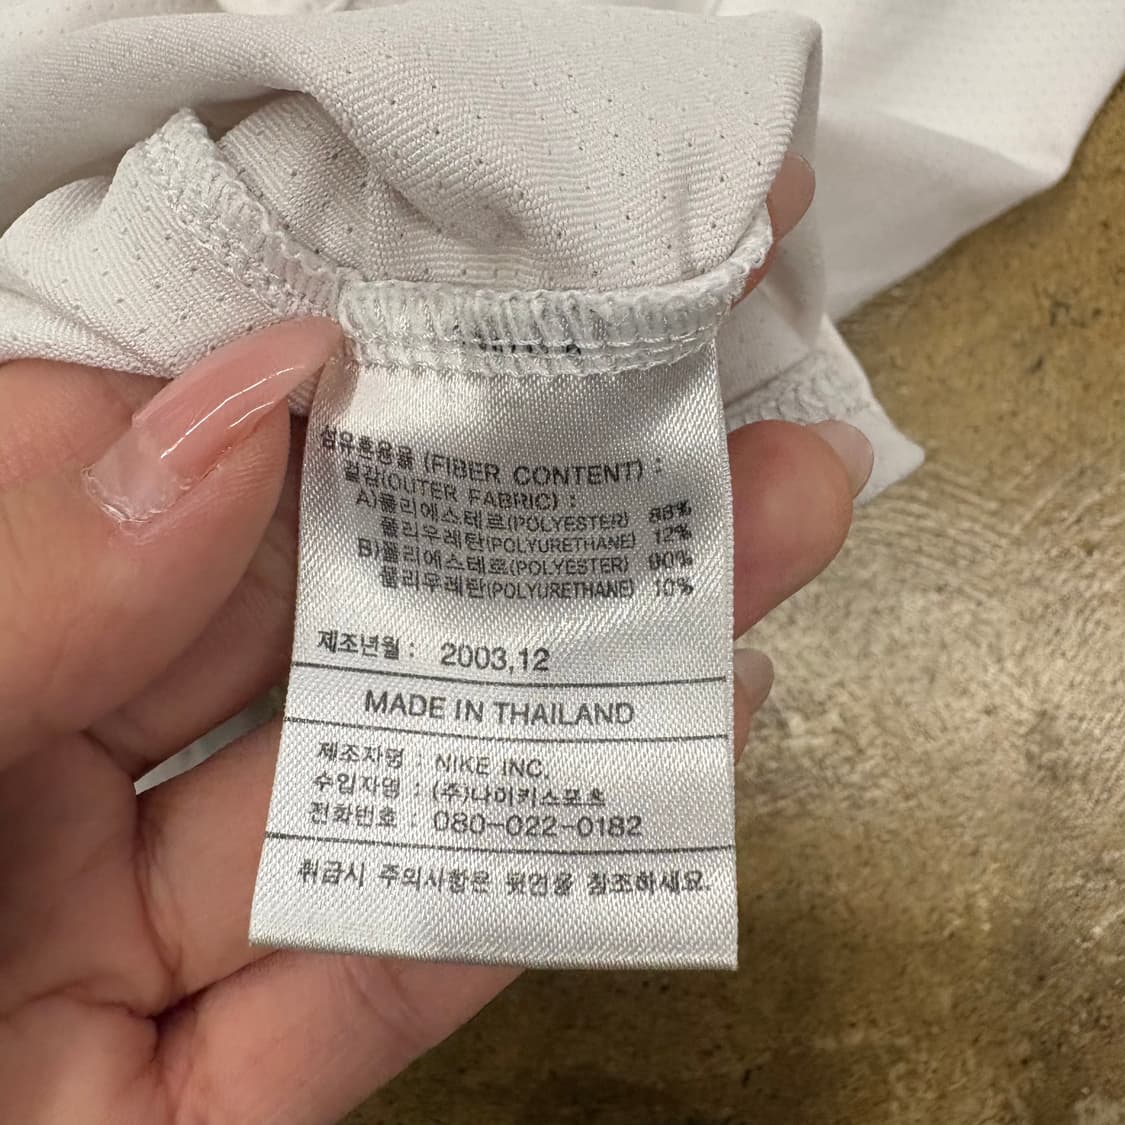 섬유혼용율 (FIBER CONTENT) :
겉감(OUTER FABRIC) :
A)폴리에스테르(POLYESTER) 88%
폴리우레탄(POLYURETHANE) 12%
B)폴리에스테르(POLYESTER) 90%
폴리우레탄(POLYURETHANE) 10%
제조년월 : 2003,12
MADE IN THAILAND
제조자명 : NIKE INC.
수입자명 : (주)나이키스포츠
전화번호 : 080-022-0182
취급시 주의사항은 뒷면을 참조하세요.